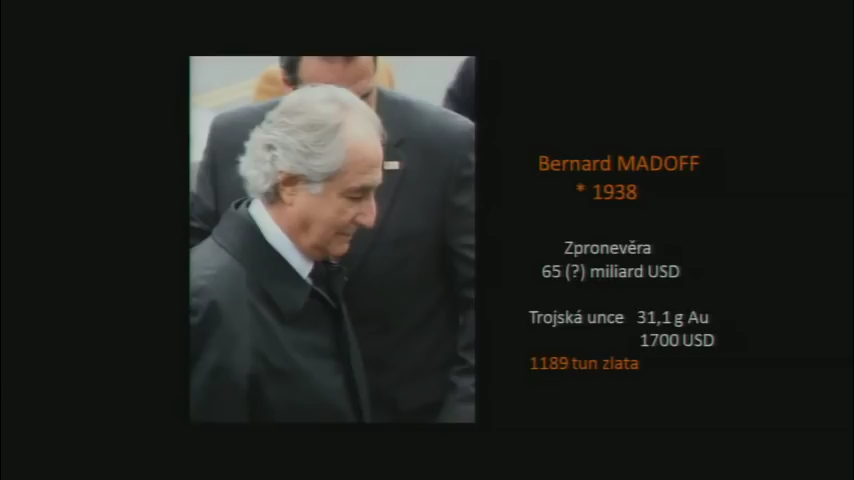 Bernard MADOFF
* 1938
Zpronevěra
65 (?) miliard USD
Trojská unce 31,1 g Au
1700 USD
1189 tun zlata